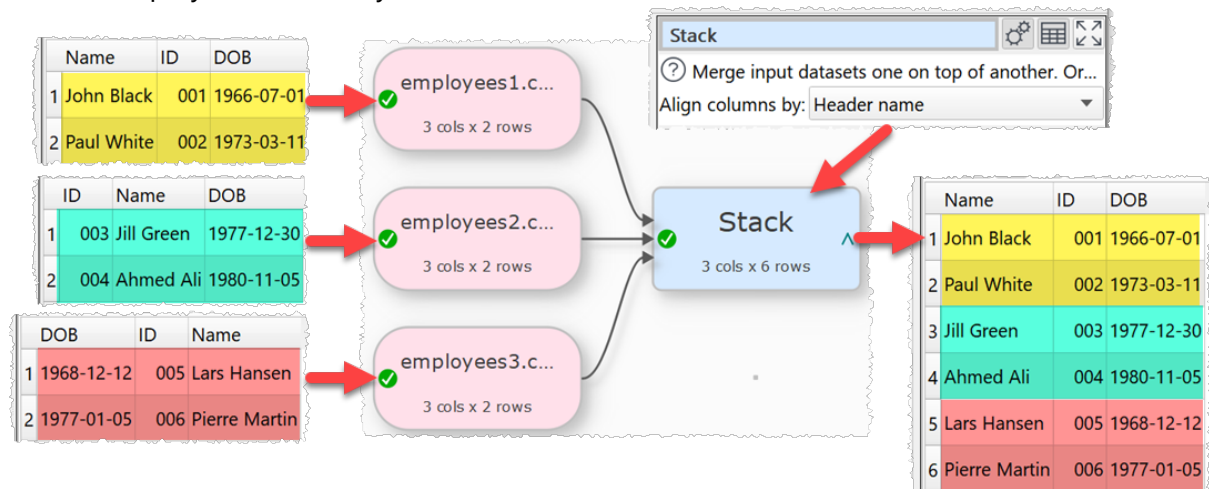 Stack
Merge input datasets one on top of another. Or...
Align columns by: Header name
Name ID DOB
1 John Black 001 1966-07-01
2 Paul White 002 1973-03-11
employees1.c...
3 cols x 2 rows
ID Name DOB
1 003 Jill Green 1977-12-30
2 004 Ahmed Ali 1980-11-05
employees2.c...
3 cols x 2 rows
DOB ID Name
1 1968-12-12 005 Lars Hansen
2 1977-01-05 006 Pierre Martin
employees3.c...
3 cols x 2 rows
Stack
3 cols x 6 rows
Name ID DOB
1 John Black 001 1966-07-01
2 Paul White 002 1973-03-11
3 Jill Green 003 1977-12-30
4 Ahmed Ali 004 1980-11-05
5 Lars Hansen 005 1968-12-12
6 Pierre Martin 006 1977-01-05